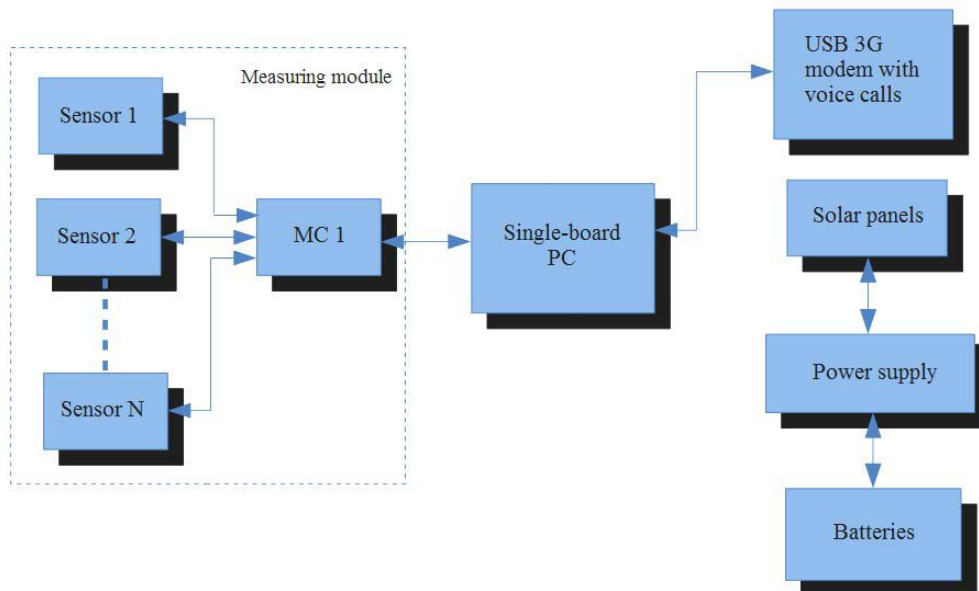 Measuring module
Sensor 1
Sensor 2
Sensor N
MC 1
Single-board
PC
USB 3G
modem with
voice calls
Solar panels
Power supply
Batteries